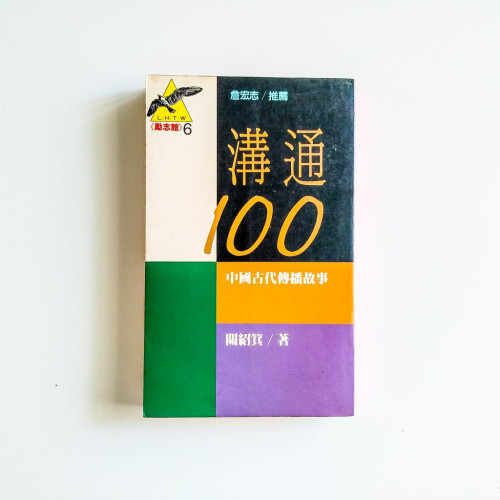 L·H·T·W
《勵志館》6
詹宏志/推薦
溝通
100
中國古代傳播故事
關紹箕/著